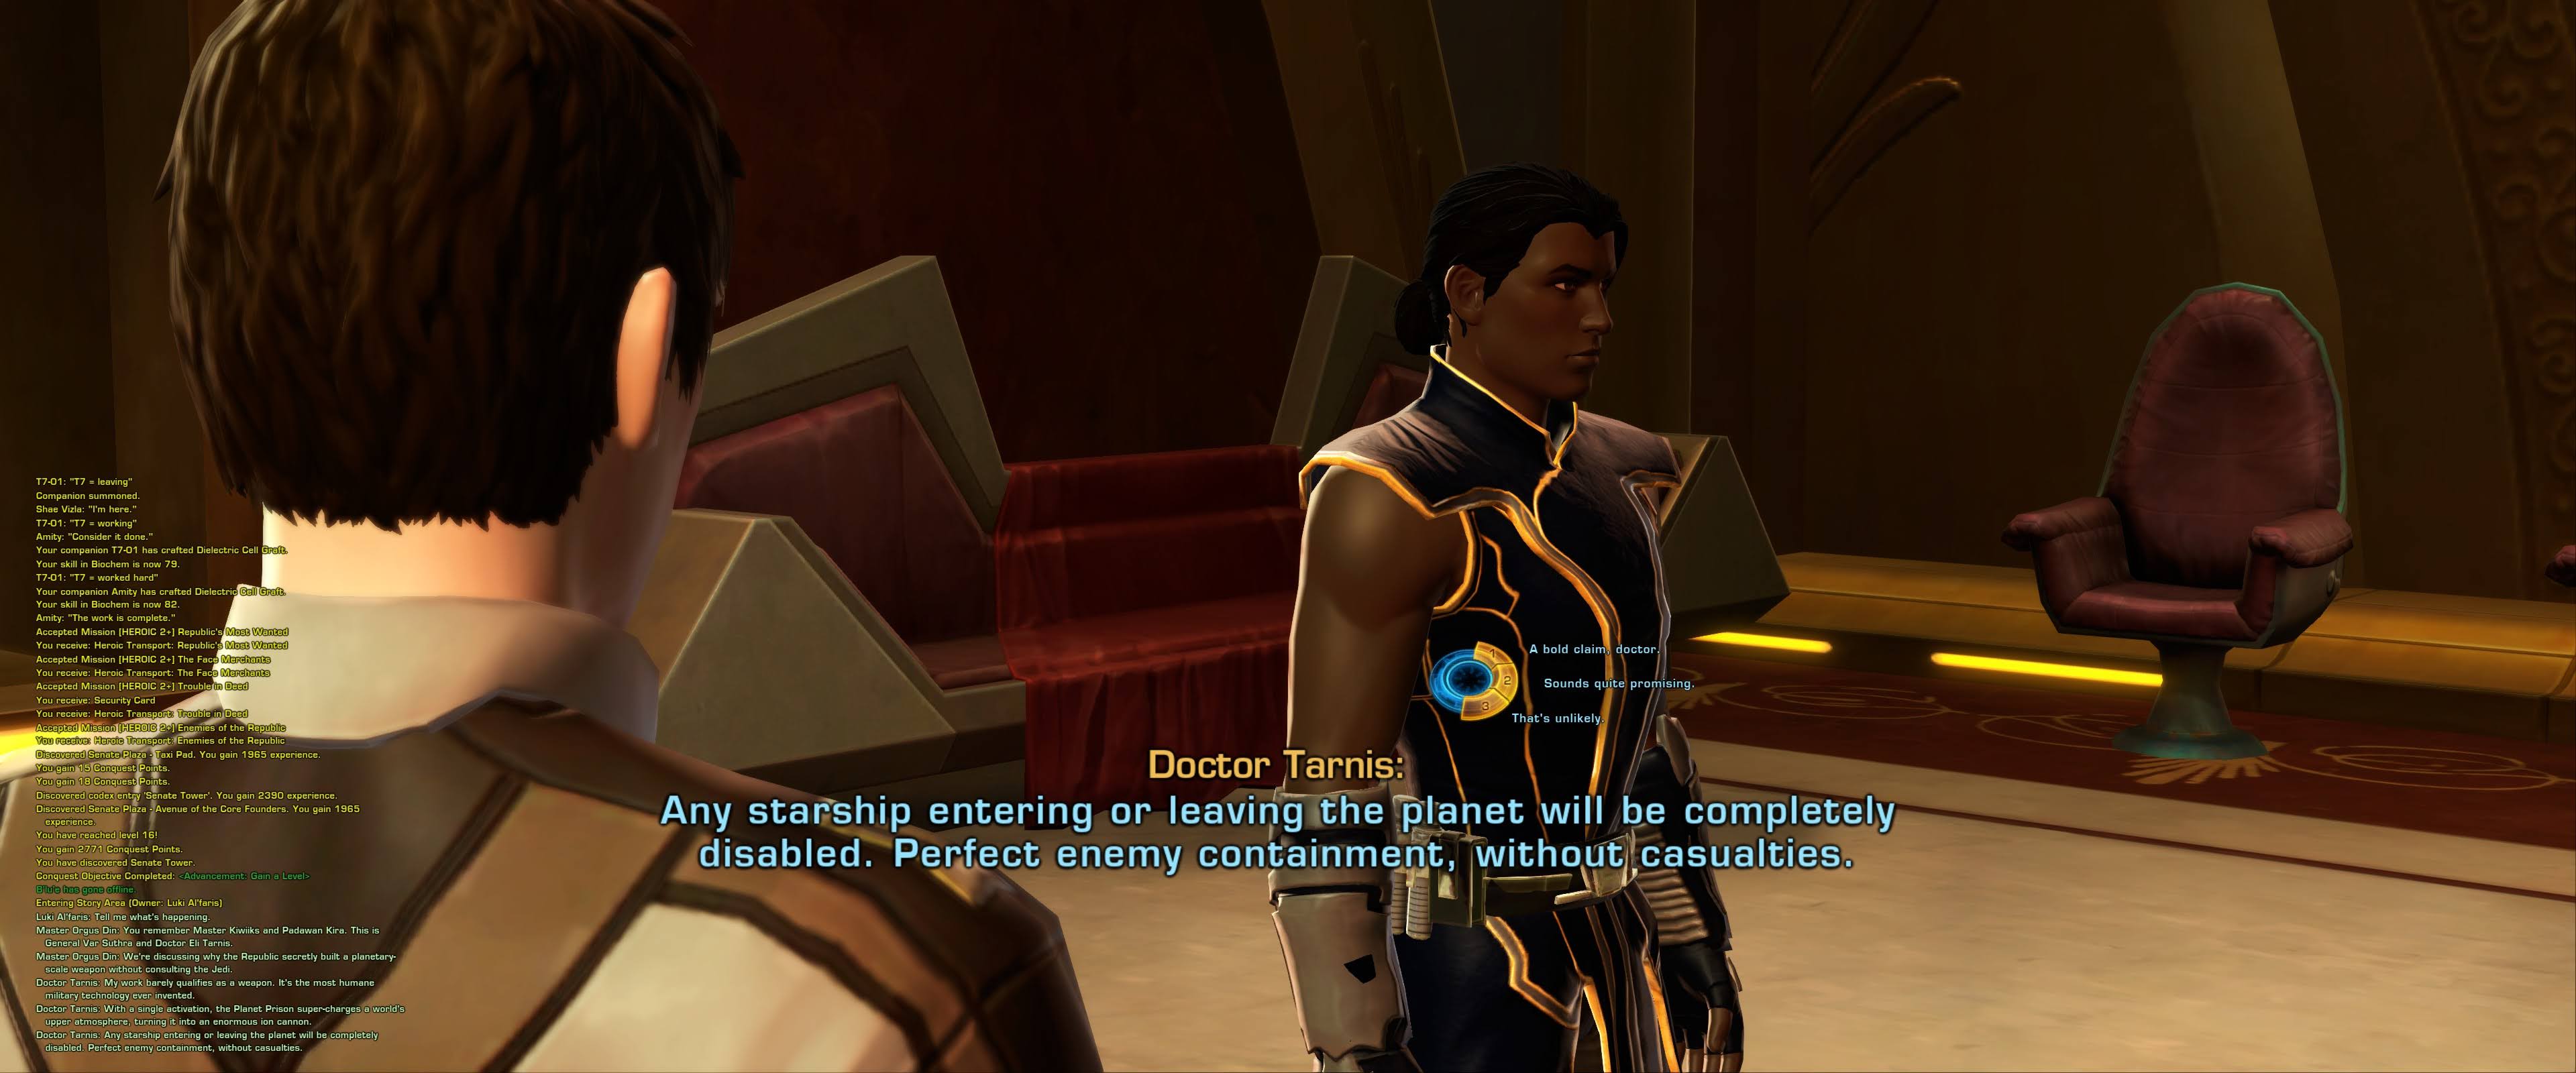 T7-01: "T7 = leaving"
Companion summoned.
Shae Vizla: "I'm here."
T7-01: "T7 = working"
Amity: "Consider it done."
Your companion T7-01 has crafted Dielectric Cell Graft.
Your skill in Biochem is now 79.
T7-01: "T7 = worked hard"
Your companion Amity has crafted Dielectric Cell Graft.
Your skill in Biochem is now 82.
Amity: "The work is complete."
Accepted Mission [HEROIC 2+] Republic's Most Wanted
You receive: Heroic Transport: Republic's Most Wanted
Accepted Mission [HEROIC 2+] The Face Merchants
You receive: Heroic Transport: The Face Merchants
Accepted Mission [HEROIC 2+] Trouble in Deed
You receive: Security Card
You receive: Heroic Transport: Trouble in Deed
Accepted Mission [HEROIC 2+] Enemies of the Republic
You receive: Heroic Transport: Enemies of the Republic
Discovered Senate Plaza - Taxi Pad. You gain 1965 experience.
You gain 15 Conquest Points.
You gain 18 Conquest Points.
Discovered codex entry 'Senate Tower'. You gain 2390 experience.
Discovered Senate Plaza - Avenue of the Core Founders. You gain 1965
experience.
You have reached level 16!
You gain 2771 Conquest Points.
You have discovered Senate Tower.
Conquest Objective Completed: <Advancement: Gain a Level>
has gone offline.
Entering Story Area (Owner: Luki Al'faris)
Luki Al'faris: Tell me what's happening.
Master Orgus Din: You remember Master Kiwiiks and Padawan Kira. This is
General Var Suthra and Doctor Eli Tarnis.
Master Orgus Din: We're discussing why the Republic secretly built a planetary-
scale weapon without consulting the Jedi.
Doctor Tarnis: My work barely qualifies as a weapon. It's the most humane
military technology ever invented.
Doctor Tarnis: With a single activation, the Planet Prison super-charges a world's
upper atmosphere, turning it into an enormous ion cannon.
Doctor Tarnis: Any starship entering or leaving the planet will be completely
disabled. Perfect enemy containment, without casualties.
1 A bold claim, doctor.
2 Sounds quite promising.
3 That's unlikely.
Doctor Tarnis:
Any starship entering or leaving the planet will be completely
disabled. Perfect enemy containment, without casualties.